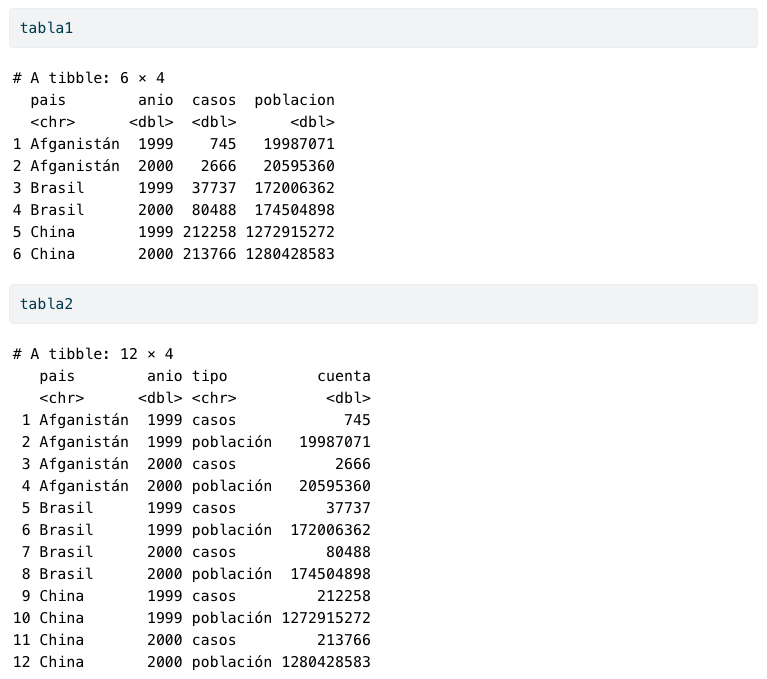 tabla1
# A tibble: 6 × 4
  pais        anio  casos  poblacion
  <chr>      <dbl>  <dbl>      <dbl>
1 Afganistán  1999    745   19987071
2 Afganistán  2000   2666   20595360
3 Brasil      1999  37737  172006362
4 Brasil      2000  80488  174504898
5 China       1999 212258 1272915272
6 China       2000 213766 1280428583
tabla2
# A tibble: 12 × 4
   pais        anio tipo          cuenta
   <chr>      <dbl> <chr>          <dbl>
 1 Afganistán  1999 casos            745
 2 Afganistán  1999 población   19987071
 3 Afganistán  2000 casos           2666
 4 Afganistán  2000 población   20595360
 5 Brasil      1999 casos          37737
 6 Brasil      1999 población  172006362
 7 Brasil      2000 casos          80488
 8 Brasil      2000 población  174504898
 9 China       1999 casos         212258
10 China       1999 población 1272915272
11 China       2000 casos         213766
12 China       2000 población 1280428583